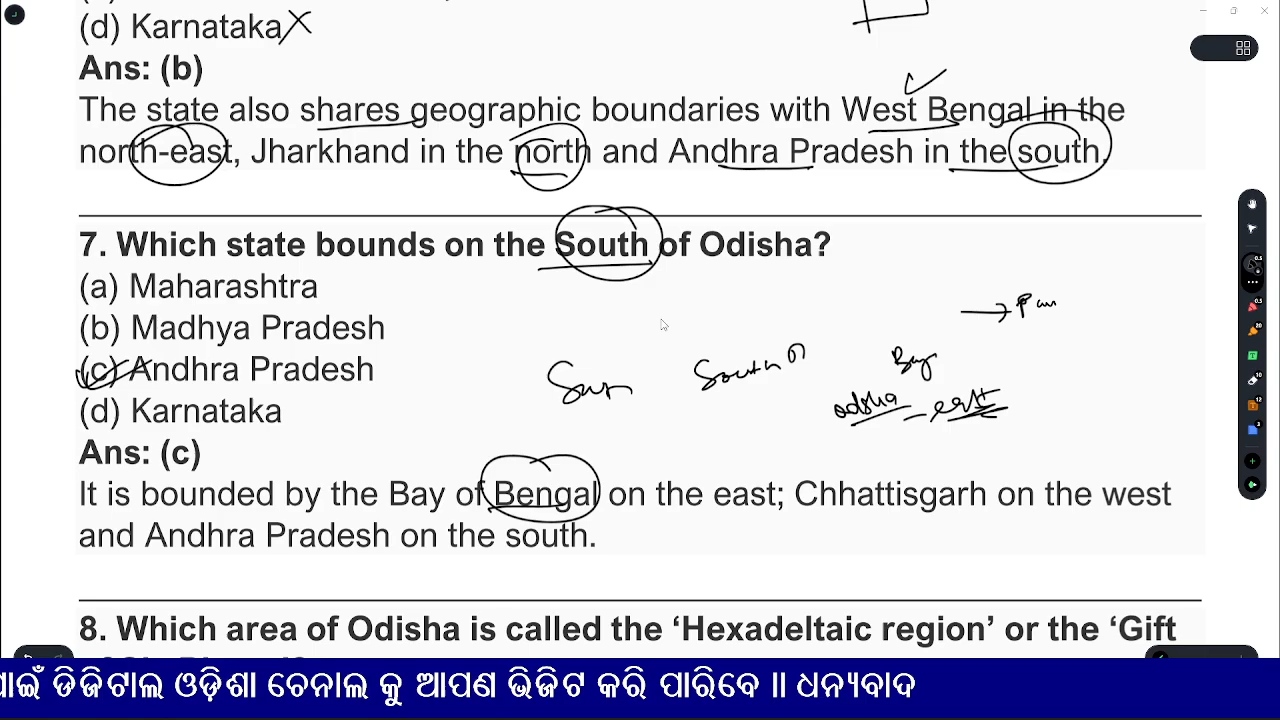 (d) Karnataka
Ans: (b)
The state also shares geographic boundaries with West Bengal in the
north-east, Jharkhand in the north and Andhra Pradesh in the south.
7. Which state bounds on the South of Odisha?
(a) Maharashtra
(b) Madhya Pradesh
(c) Andhra Pradesh
(d) Karnataka
South
Bay
odsha - east
Ans: (c)
It is bounded by the Bay of Bengal on the east; Chhattisgarh on the west
and Andhra Pradesh on the south.
8. Which area of Odisha is called the ‘Hexadeltaic region’ or the ‘Gift
ପାଇଁ ଡିଜିଟାଲ ଓଡ଼ିଶା ଚେନାଲ କୁ ଆପଣ ଭିଜିଟ କରି ପାରିବେ ॥ ଧନ୍ୟବାଦ